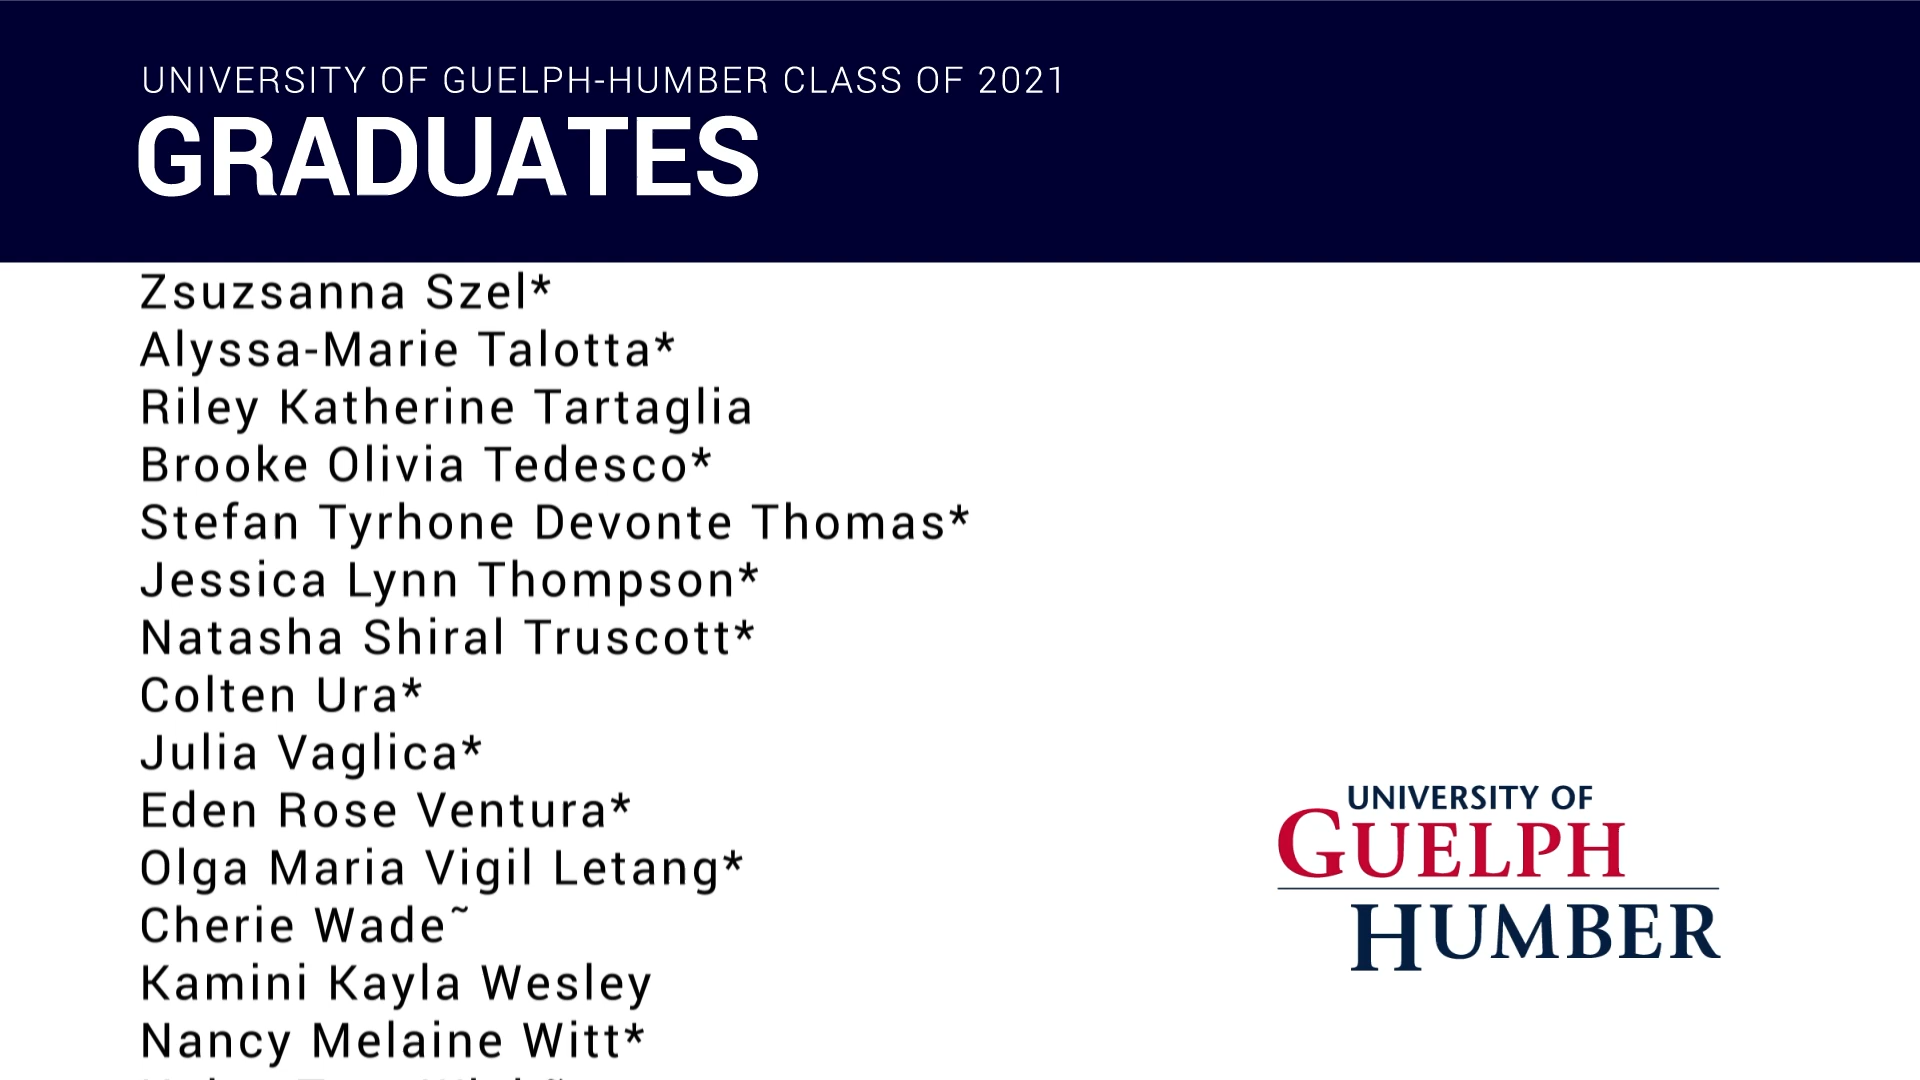 UNIVERSITY OF GUELPH-HUMBER CLASS OF 2021
GRADUATES
Zsuzsanna Szel*
Alyssa-Marie Talotta*
Riley Katherine Tartaglia
Brooke Olivia Tedesco*
Stefan Tyrhone Devonte Thomas*
Jessica Lynn Thompson*
Natasha Shiral Truscott*
Colten Ura*
Julia Vaglica*
Eden Rose Ventura*
Olga Maria Vigil Letang*
Cherie Wade~
Kamini Kayla Wesley
Nancy Melaine Witt*
UNIVERSITY OF
GUELPH
HUMBER